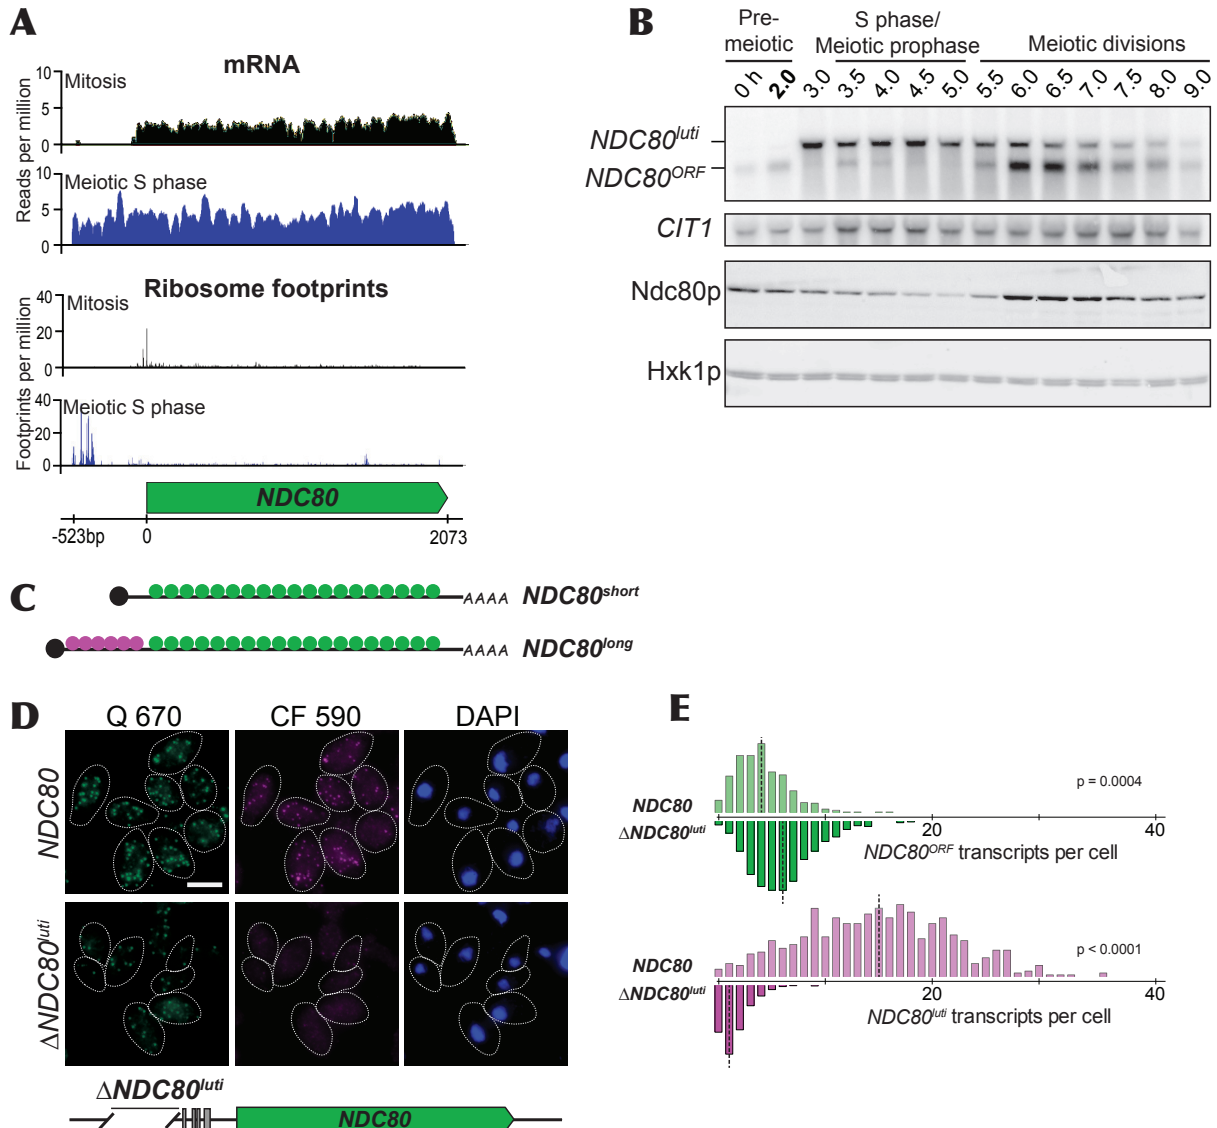 A
mRNA
Reads per million
10
5
0
Mitosis
10
5
0
Meiotic S phase
Ribosome footprints
Footprints per million
40
20
0
Mitosis
40
20
0
Meiotic S phase
NDC80
-523bp 0 2073
B
Pre-
meiotic
S phase/
Meiotic prophase
Meiotic divisions
0 h 2.0 3.0 3.5 4.0 4.5 5.0 5.5 6.0 6.5 7.0 7.5 8.0 9.0
NDC80luti
NDC80ORF
CIT1
Ndc80p
Hxk1p
C
AAAA NDC80short
AAAA NDC80long
D
Q 670 CF 590 DAPI
NDC80
ΔNDC80luti
ΔNDC80luti
NDC80
E
p = 0.0004
NDC80
ΔNDC80luti
20 40
NDC80ORF transcripts per cell
p < 0.0001
NDC80
ΔNDC80luti
20 40
NDC80luti transcripts per cell